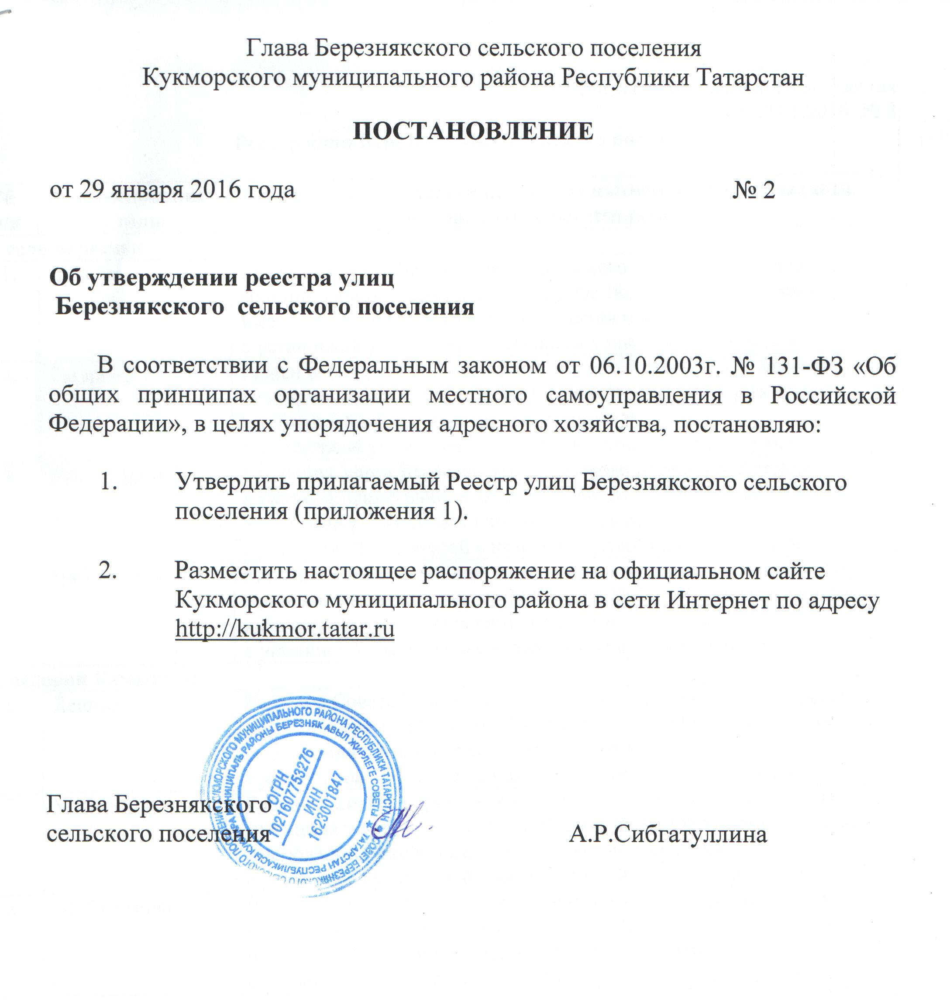 Глава Березнякского сельского поселения
Кукморского муниципального района Республики Татарстан
ПОСТАНОВЛЕНИЕ
от 29 января 2016 года № 2
Об утверждении реестра улиц
Березнякского сельского поселения
В соответствии с Федеральным законом от 06.10.2003г. № 131-ФЗ «Об
общих принципах организации местного самоуправления в Российской
Федерации», в целях упорядочения адресного хозяйства, постановляю:
1. Утвердить прилагаемый Реестр улиц Березнякского сельского
поселения (приложения 1).
2. Разместить настоящее распоряжение на официальном сайте
Кукморского муниципального района в сети Интернет по адресу
http://kukmor.tatar.ru
Глава Березнякского
сельского поселения А.Р.Сибгатуллина
СОВЕТ БЕРЕЗНЯКСКОГО СЕЛЬСКОГО ПОСЕЛЕНИЯ КУКМОРСКОГО МУНИЦИПАЛЬНОГО РАЙОНА РЕСПУБЛИКИ ТАТАРСТАН
ТАТАРСТАН РЕСПУБЛИКАСЫ КУКМАРА МУНИЦИПАЛЬ РАЙОНЫ БЕРЕЗНЯК АВЫЛ ЖИРЛЕГЕ СОВЕТЫ
ОГРН
1021607753276
ИНН
1623001847